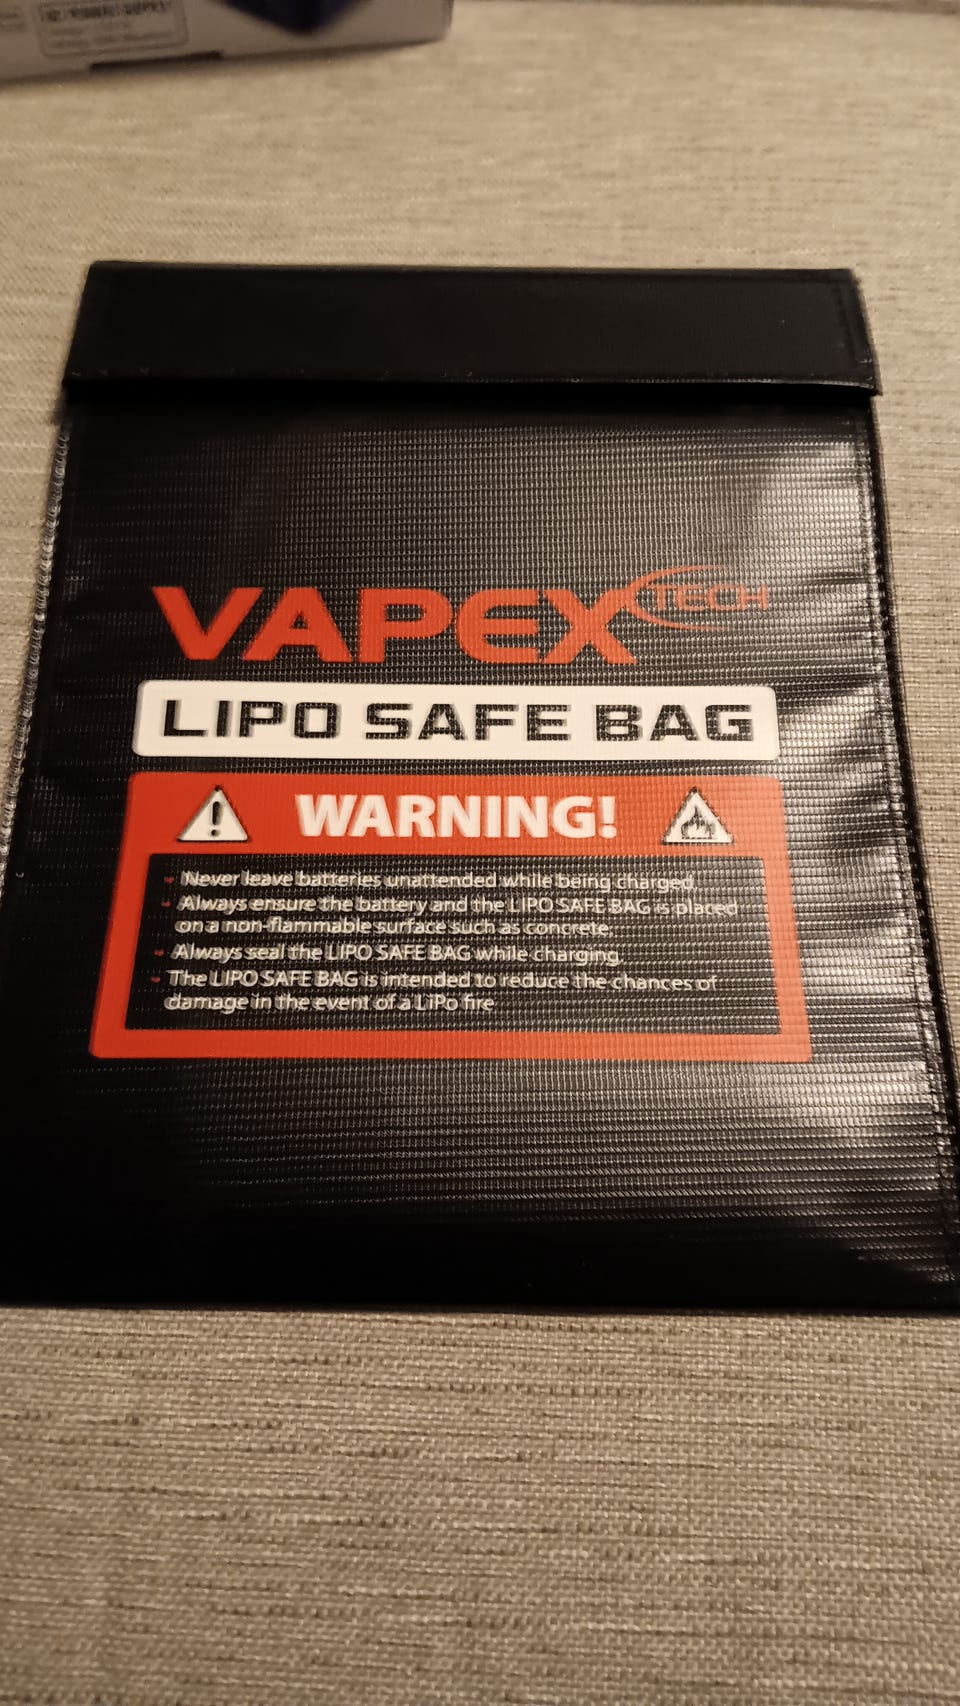 VAPEX TECH
LIPO SAFE BAG
WARNING!
- Never leave batteries unattended while being charged.
- Always ensure the battery and the LIPO SAFE BAG is placed
on a non-flammable surface such as concrete.
- Always seal the LIPO SAFE BAG while charging.
- The LIPO SAFE BAG is intended to reduce the chances of
damage in the event of a LiPo fire